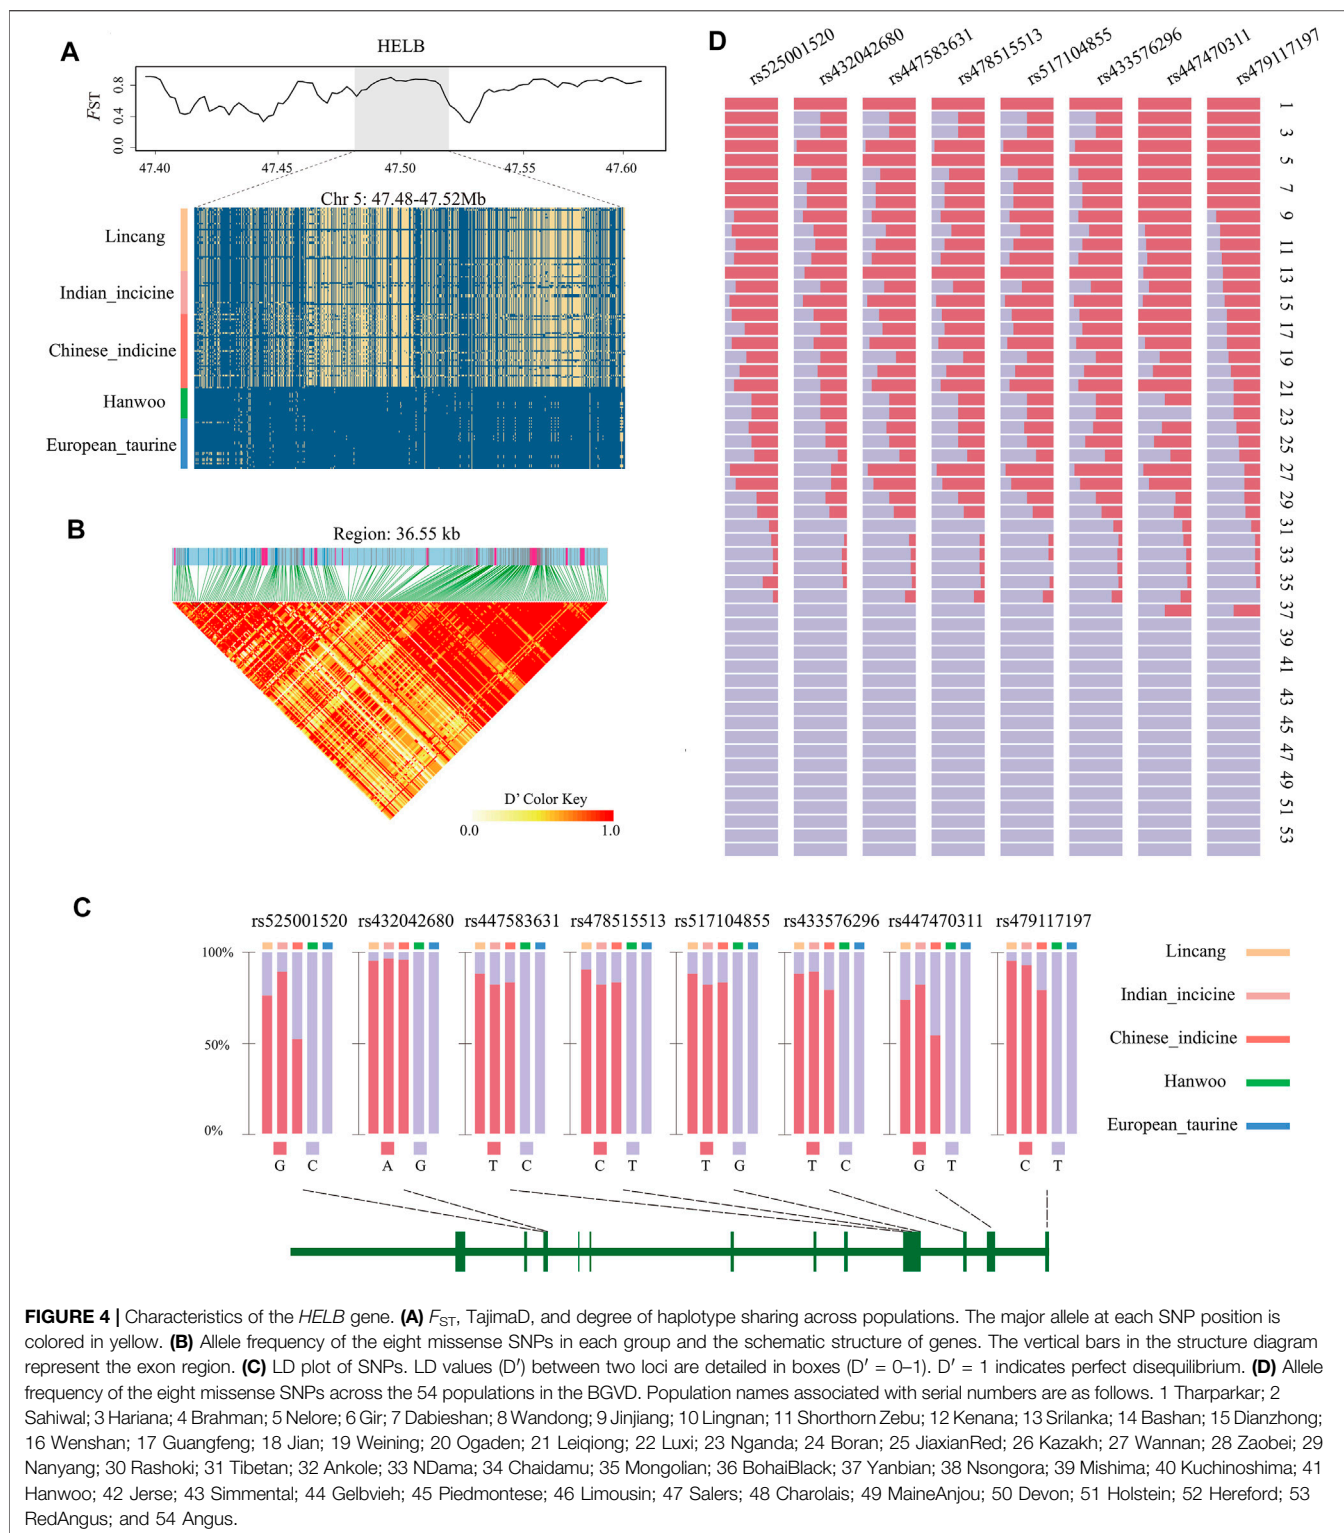 A
HELB
FST
0.0 0.4 0.8
47.40 47.45 47.50 47.55 47.60
Chr 5: 47.48-47.52Mb
Lincang
Indian_incicine
Chinese_indicine
Hanwoo
European_taurine
B
Region: 36.55 kb
D' Color Key
0.0 1.0
D
rs525001520 rs432042680 rs447583631 rs478515513 rs517104855 rs433576296 rs447470311 rs479117197
1
3
5
7
9
11
13
15
17
19
21
23
25
27
29
31
33
35
37
39
41
43
45
47
49
51
53
C
rs525001520 rs432042680 rs447583631 rs478515513 rs517104855 rs433576296 rs447470311 rs479117197
100%
50%
0%
G C A G T C C T T G T C G T C T
Lincang
Indian_incicine
Chinese_indicine
Hanwoo
European_taurine
FIGURE 4 | Characteristics of the HELB gene. (A) FST, TajimaD, and degree of haplotype sharing across populations. The major allele at each SNP position is
colored in yellow. (B) Allele frequency of the eight missense SNPs in each group and the schematic structure of genes. The vertical bars in the structure diagram
represent the exon region. (C) LD plot of SNPs. LD values (D′) between two loci are detailed in boxes (D′ = 0–1). D′ = 1 indicates perfect disequilibrium. (D) Allele
frequency of the eight missense SNPs across the 54 populations in the BGVD. Population names associated with serial numbers are as follows. 1 Tharparkar; 2
Sahiwal; 3 Hariana; 4 Brahman; 5 Nelore; 6 Gir; 7 Dabieshan; 8 Wandong; 9 Jinjiang; 10 Lingnan; 11 Shorthorn Zebu; 12 Kenana; 13 Srilanka; 14 Bashan; 15 Dianzhong;
16 Wenshan; 17 Guangfeng; 18 Jian; 19 Weining; 20 Ogaden; 21 Leiqiong; 22 Luxi; 23 Nganda; 24 Boran; 25 JiaxianRed; 26 Kazakh; 27 Wannan; 28 Zaobei; 29
Nanyang; 30 Rashoki; 31 Tibetan; 32 Ankole; 33 NDama; 34 Chaidamu; 35 Mongolian; 36 BohaiBlack; 37 Yanbian; 38 Nsongora; 39 Mishima; 40 Kuchinoshima; 41
Hanwoo; 42 Jerse; 43 Simmental; 44 Gelbvieh; 45 Piedmontese; 46 Limousin; 47 Salers; 48 Charolais; 49 MaineAnjou; 50 Devon; 51 Holstein; 52 Hereford; 53
RedAngus; and 54 Angus.